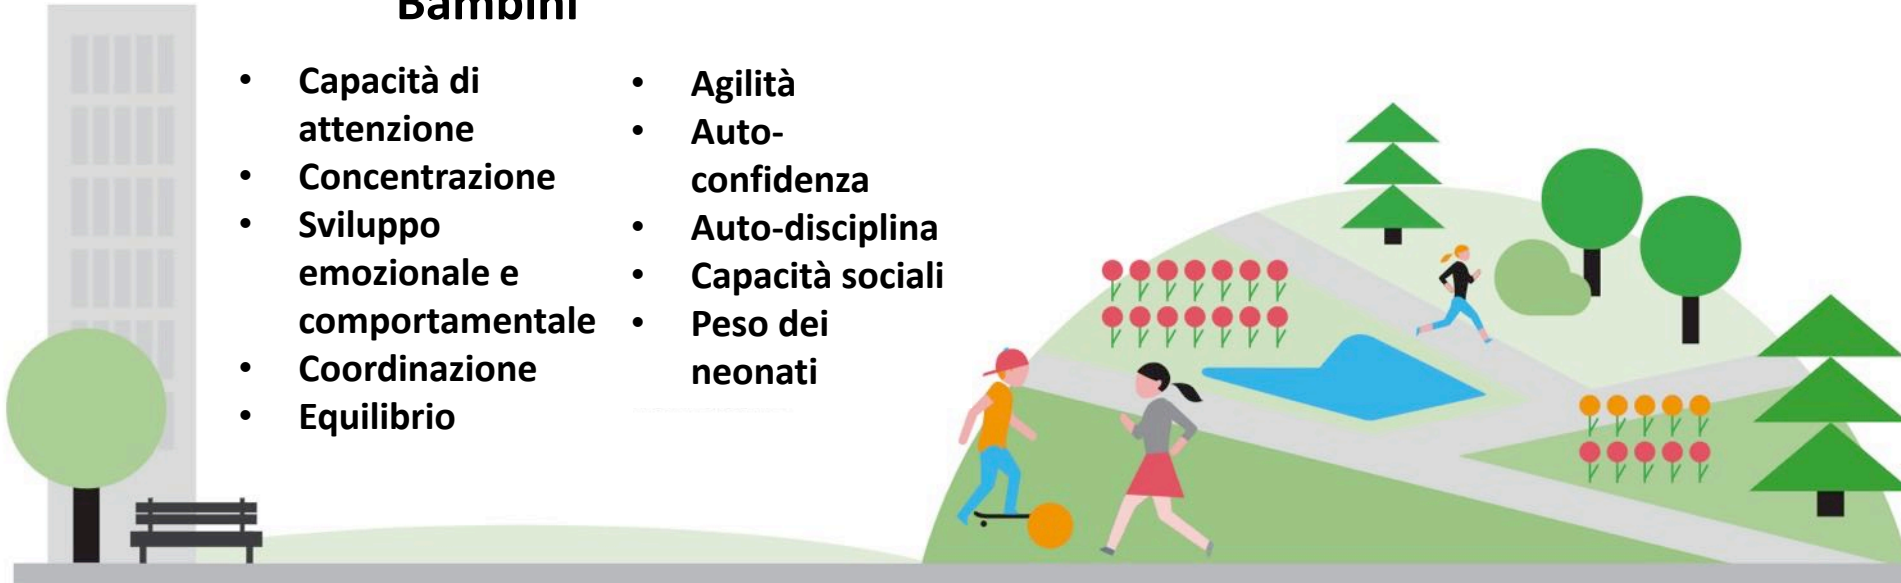 Bambini
• Capacità di
attenzione
• Concentrazione
• Sviluppo
emozionale e
comportamentale
• Coordinazione
• Equilibrio
• Agilità
• Auto-
confidenza
• Auto-disciplina
• Capacità sociali
• Peso dei
neonati